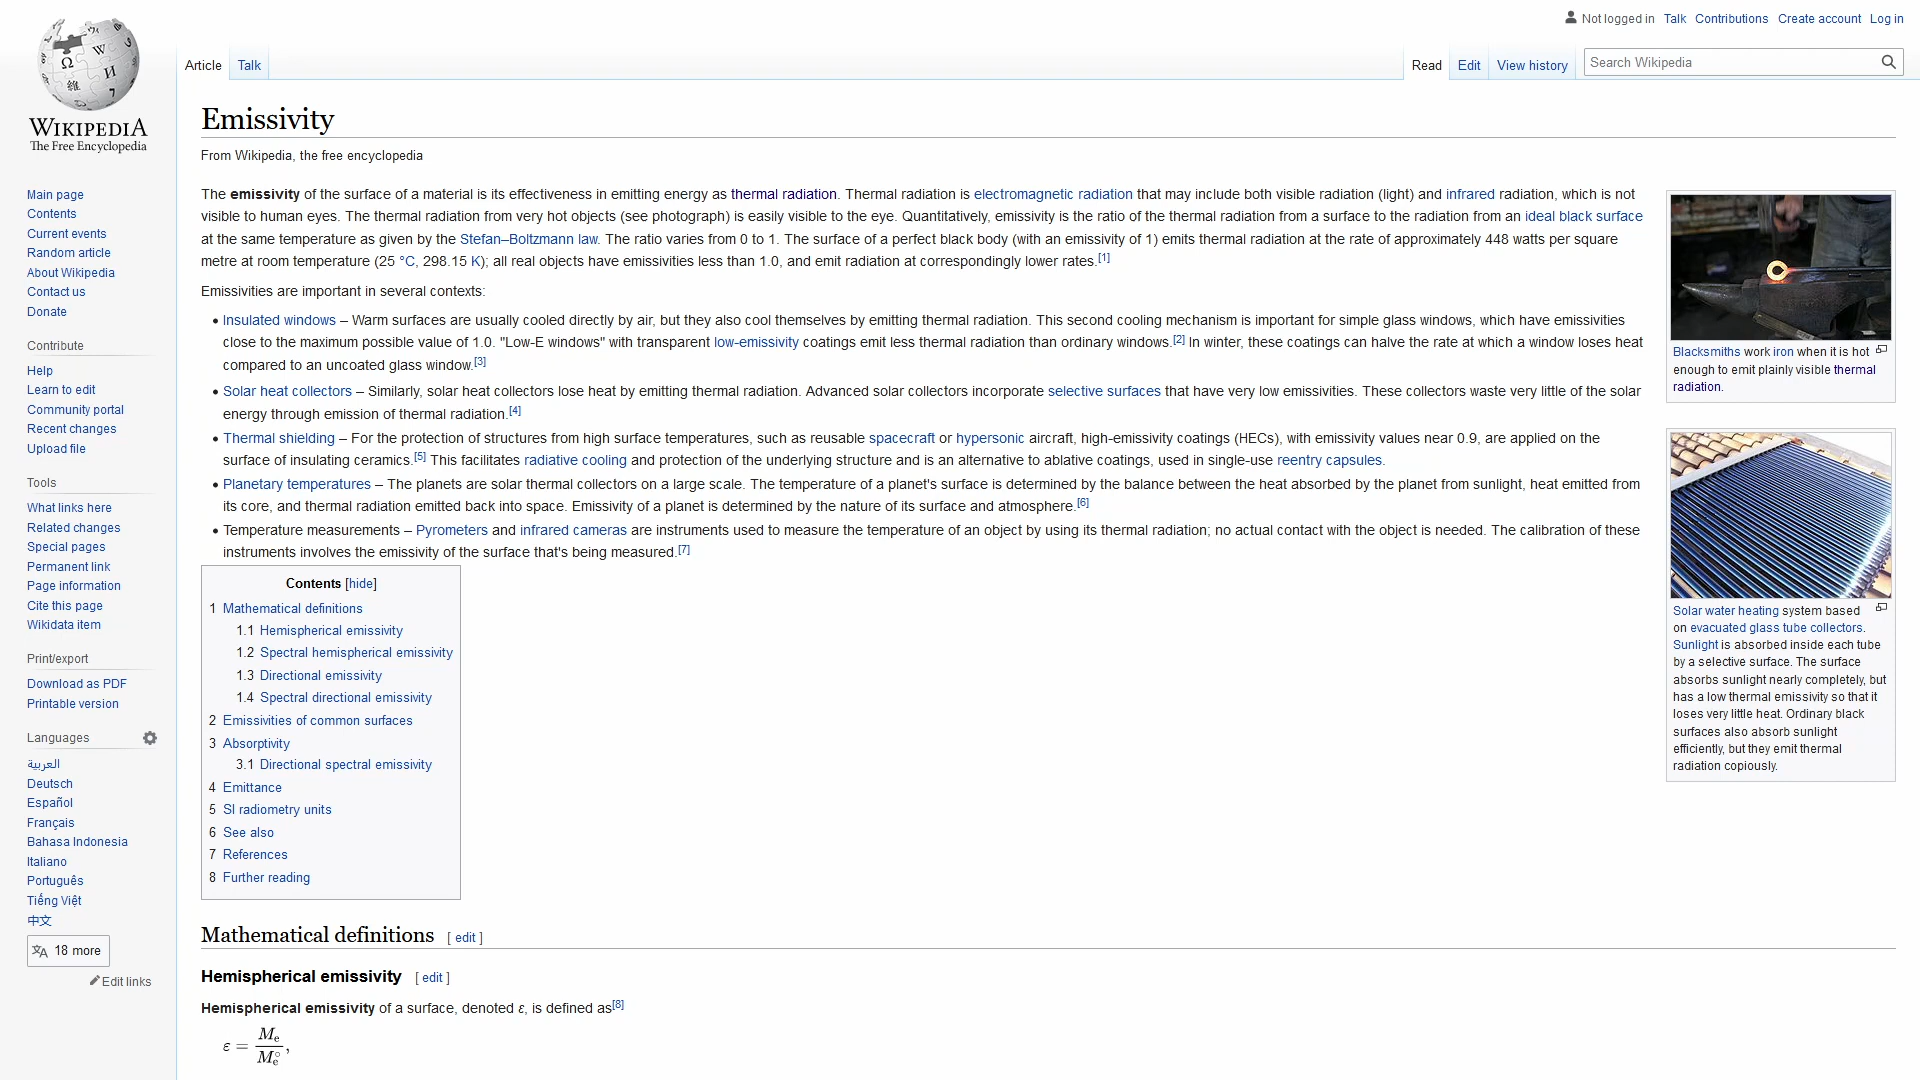 Not logged in Talk Contributions Create account Log in
Article Talk Read Edit View history Search Wikipedia
WIKIPEDIA
The Free Encyclopedia
Main page
Contents
Current events
Random article
About Wikipedia
Contact us
Donate
Contribute
Help
Learn to edit
Community portal
Recent changes
Upload file
Tools
What links here
Related changes
Special pages
Permanent link
Page information
Cite this page
Wikidata item
Print/export
Download as PDF
Printable version
Languages
العربية
Deutsch
Español
Français
Bahasa Indonesia
Italiano
Português
Tiếng Việt
中文
18 more
Edit links
Emissivity
From Wikipedia, the free encyclopedia
The emissivity of the surface of a material is its effectiveness in emitting energy as thermal radiation. Thermal radiation is electromagnetic radiation that may include both visible radiation (light) and infrared radiation, which is not
visible to human eyes. The thermal radiation from very hot objects (see photograph) is easily visible to the eye. Quantitatively, emissivity is the ratio of the thermal radiation from a surface to the radiation from an ideal black surface
at the same temperature as given by the Stefan–Boltzmann law. The ratio varies from 0 to 1. The surface of a perfect black body (with an emissivity of 1) emits thermal radiation at the rate of approximately 448 watts per square
metre at room temperature (25 °C, 298.15 K); all real objects have emissivities less than 1.0, and emit radiation at correspondingly lower rates.[1]
Emissivities are important in several contexts:
• Insulated windows – Warm surfaces are usually cooled directly by air, but they also cool themselves by emitting thermal radiation. This second cooling mechanism is important for simple glass windows, which have emissivities
close to the maximum possible value of 1.0. "Low-E windows" with transparent low-emissivity coatings emit less thermal radiation than ordinary windows.[2] In winter, these coatings can halve the rate at which a window loses heat
compared to an uncoated glass window.[3]
• Solar heat collectors – Similarly, solar heat collectors lose heat by emitting thermal radiation. Advanced solar collectors incorporate selective surfaces that have very low emissivities. These collectors waste very little of the solar
energy through emission of thermal radiation.[4]
• Thermal shielding – For the protection of structures from high surface temperatures, such as reusable spacecraft or hypersonic aircraft, high-emissivity coatings (HECs), with emissivity values near 0.9, are applied on the
surface of insulating ceramics.[5] This facilitates radiative cooling and protection of the underlying structure and is an alternative to ablative coatings, used in single-use reentry capsules.
• Planetary temperatures – The planets are solar thermal collectors on a large scale. The temperature of a planet's surface is determined by the balance between the heat absorbed by the planet from sunlight, heat emitted from
its core, and thermal radiation emitted back into space. Emissivity of a planet is determined by the nature of its surface and atmosphere.[6]
• Temperature measurements – Pyrometers and infrared cameras are instruments used to measure the temperature of an object by using its thermal radiation; no actual contact with the object is needed. The calibration of these
instruments involves the emissivity of the surface that's being measured.[7]
Blacksmiths work iron when it is hot
enough to emit plainly visible thermal
radiation.
Solar water heating system based
on evacuated glass tube collectors.
Sunlight is absorbed inside each tube
by a selective surface. The surface
absorbs sunlight nearly completely, but
has a low thermal emissivity so that it
loses very little heat. Ordinary black
surfaces also absorb sunlight
efficiently, but they emit thermal
radiation copiously.
Contents [hide]
1 Mathematical definitions
1.1 Hemispherical emissivity
1.2 Spectral hemispherical emissivity
1.3 Directional emissivity
1.4 Spectral directional emissivity
2 Emissivities of common surfaces
3 Absorptivity
3.1 Directional spectral emissivity
4 Emittance
5 SI radiometry units
6 See also
7 References
8 Further reading
Mathematical definitions [ edit ]
Hemispherical emissivity [ edit ]
Hemispherical emissivity of a surface, denoted ε, is defined as[8]
ε = Me / Me°,